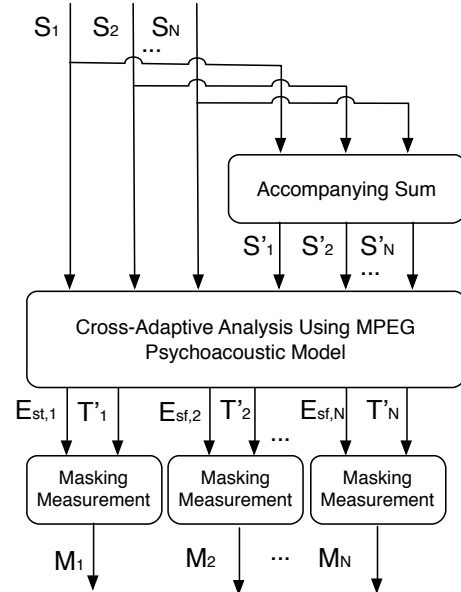 S1 S2 ... SN
Accompanying Sum
S'1 S'2 S'N
...
Cross-Adaptive Analysis Using MPEG
Psychoacoustic Model
Est,1 T'1 Esf,2 T'2 ... Esf,N T'N
Masking Measurement
Masking Measurement
Masking Measurement
M1 M2 ... MN